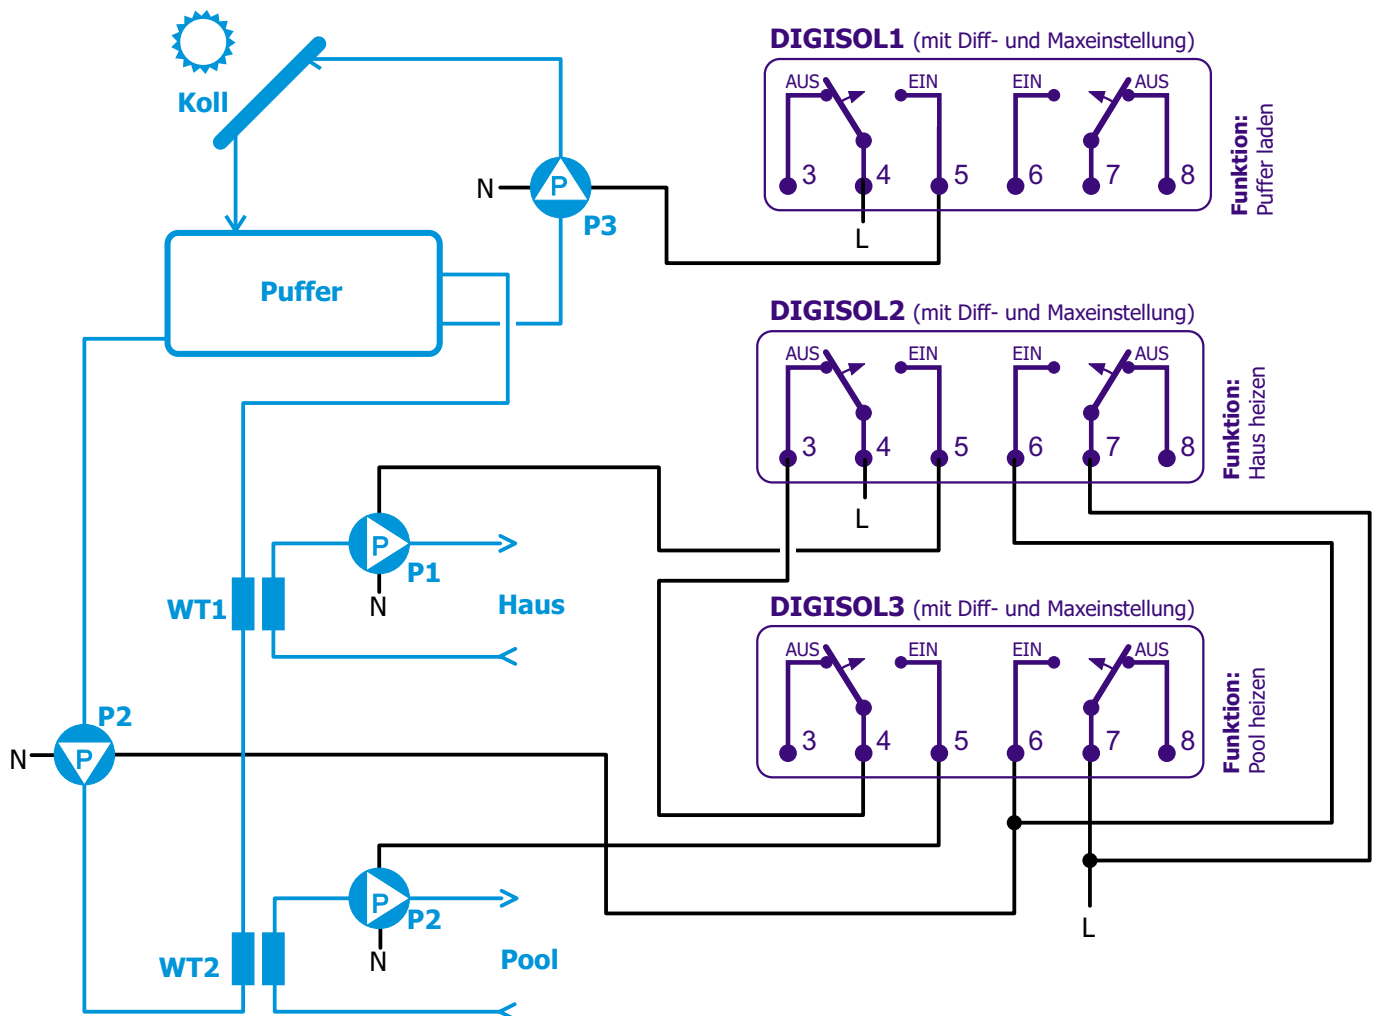 DIGISOL1 (mit Diff- und Maxeinstellung)
AUS EIN EIN AUS
3 4 5 6 7 8
L
Funktion:
Puffer laden
Koll
P
N
P3
Puffer
DIGISOL2 (mit Diff- und Maxeinstellung)
AUS EIN EIN AUS
3 4 5 6 7 8
L
Funktion:
Haus heizen
P
P1
N
WT1
Haus
DIGISOL3 (mit Diff- und Maxeinstellung)
AUS EIN EIN AUS
3 4 5 6 7 8
Funktion:
Pool heizen
P2
N
P
P
P2
N
L
WT2
Pool